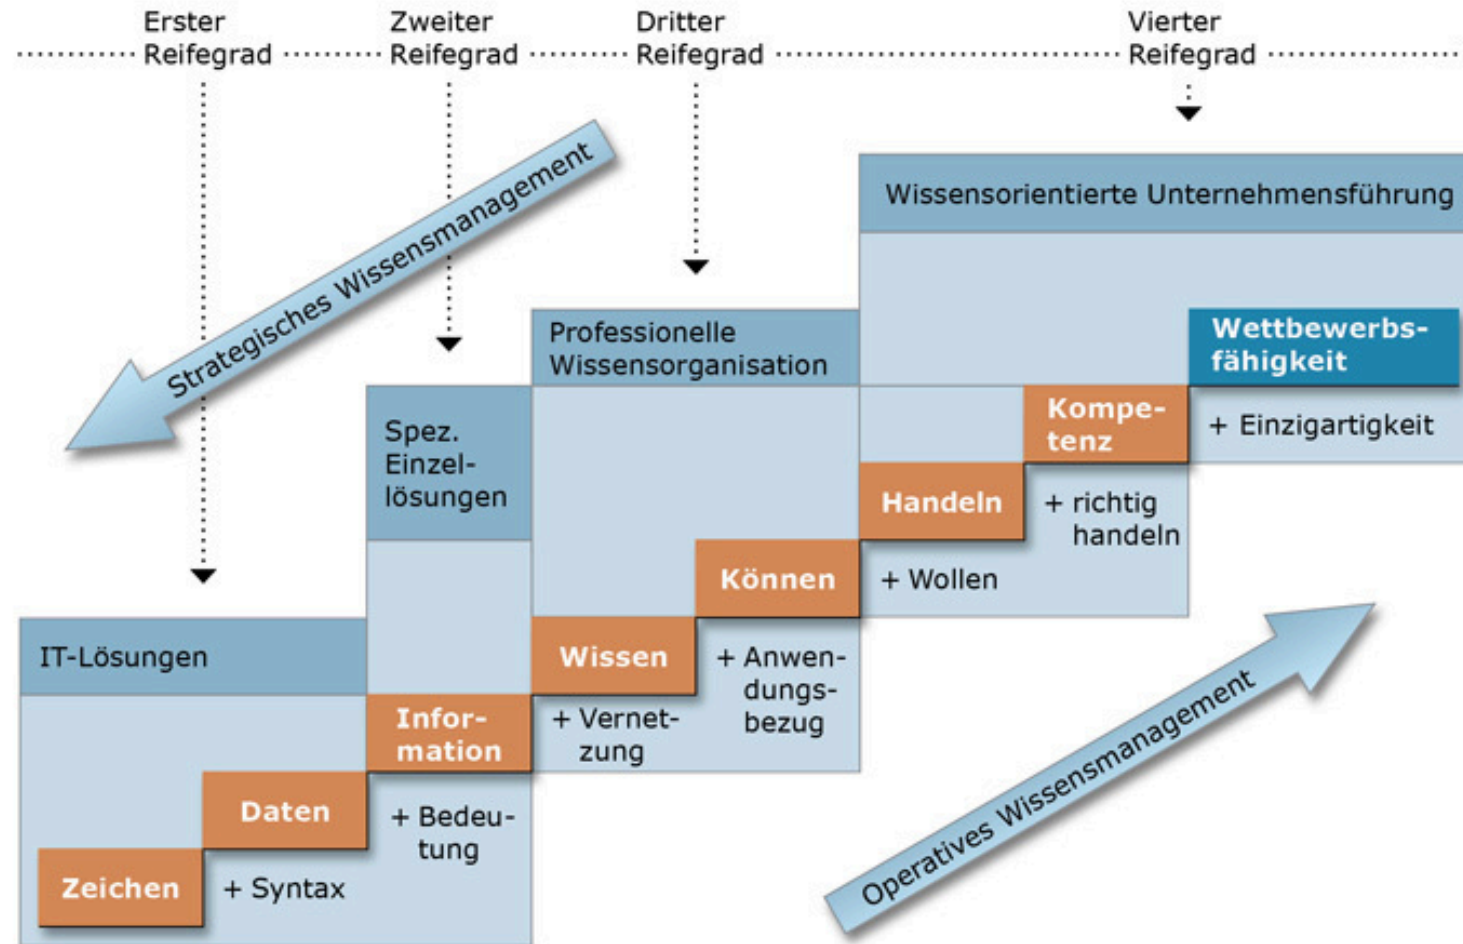 Erster
Reifegrad
Zweiter
Reifegrad
Dritter
Reifegrad
Vierter
Reifegrad
Strategisches Wissensmanagement
Wissensorientierte Unternehmensführung
Professionelle
Wissensorganisation
Wettbewerbs-
fähigkeit
Spez.
Einzel-
lösungen
Kompe-
tenz
+ Einzigartigkeit
Handeln
+ richtig
handeln
Können
+ Wollen
IT-Lösungen
Wissen
+ Anwen-
dungs-
bezug
Infor-
mation
+ Vernet-
zung
Daten
+ Bedeu-
tung
Zeichen
+ Syntax
Operatives Wissensmanagement